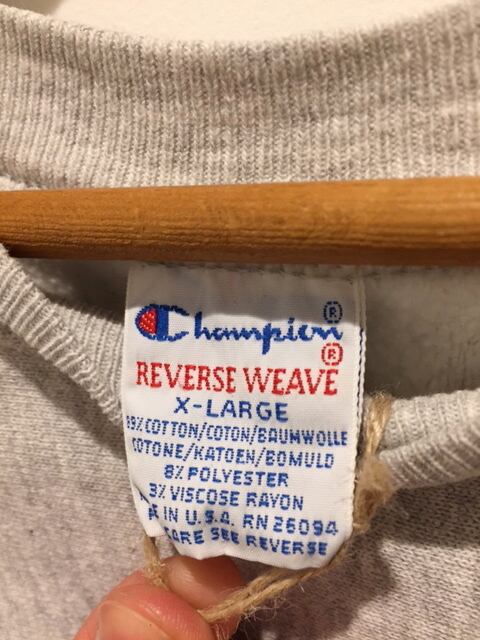 Champion®
®
REVERSE WEAVE
X-LARGE
89% COTTON/COTON/BAUMWOLLE
COTONE/KATOEN/BOMULD
8% POLYESTER
3% VISCOSE RAYON
IN U.S.A. RN 26094
CARE SEE REVERSE